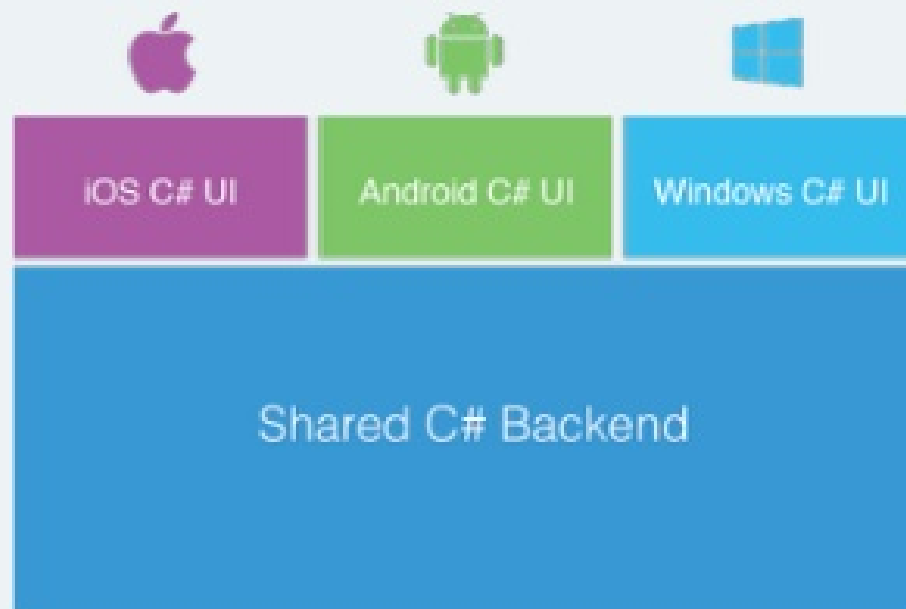 iOS C# UI
Android C# UI
Windows C# UI
Shared C# Backend